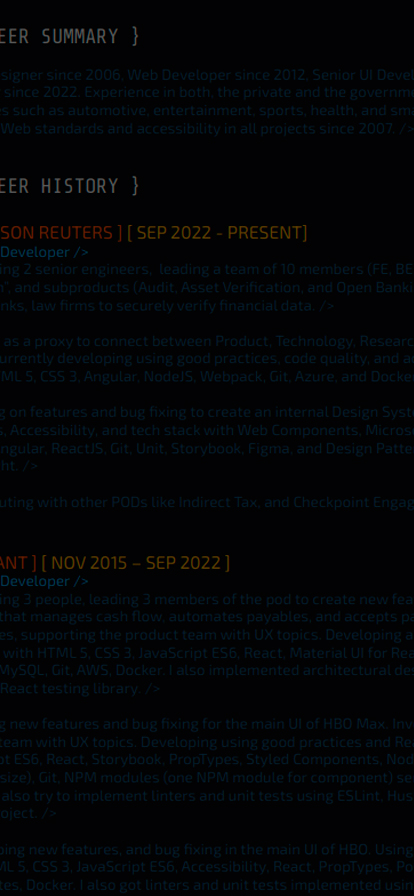 EER SUMMARY }
signer since 2006, Web Developer since 2012, Senior UI Devel
since 2022. Experience in both, the private and the governm
es such as automotive, entertainment, sports, health, and sma
Web standards and accessibility in all projects since 2007. />
EER HISTORY }
SON REUTERS ] [ SEP 2022 - PRESENT]
Developer />
ing 2 senior engineers, leading a team of 10 members (FE, BE
n", and subproducts (Audit, Asset Verification, and Open Banki
nks, law firms to securely verify financial data. />
as a proxy to connect between Product, Technology, Researc
urrently developing using good practices, code quality, and a
ML 5, CSS 3, Angular, NodeJS, Webpack, Git, Azure, and Docke
g on features and bug fixing to create an internal Design Syst
s, Accessibility, and tech stack with Web Components, Micros
ngular, ReactJS, Git, Unit, Storybook, Figma, and Design Patte
ht. />
uting with other PODs like Indirect Tax, and Checkpoint Engag
ANT ] [ NOV 2015 – SEP 2022 ]
Developer />
ing 3 people, leading 3 members of the pod to create new fea
that manages cash flow, automates payables, and accepts pa
es, supporting the product team with UX topics. Developing a
with HTML 5, CSS 3, JavaScript ES6, React, Material UI for Rea
MySQL, Git, AWS, Docker. I also implemented architectural de
React testing library. />
g new features and bug fixing for the main UI of HBO Max, Inv
team with UX topics. Developing using good practices and Rea
pt ES6, React, Storybook, PropTypes, Styled Components, Nod
size), Git, NPM modules (one NPM module for component) se
also try to implement linters and unit tests using ESLint, Hus
oject. />
ping new features, and bug fixing in the main UI of HBO. Using
ML 5, CSS 3, JavaScript ES6, Accessibility, React, PropTypes, Po
tes, Docker. I also got linters and unit tests implemented usin